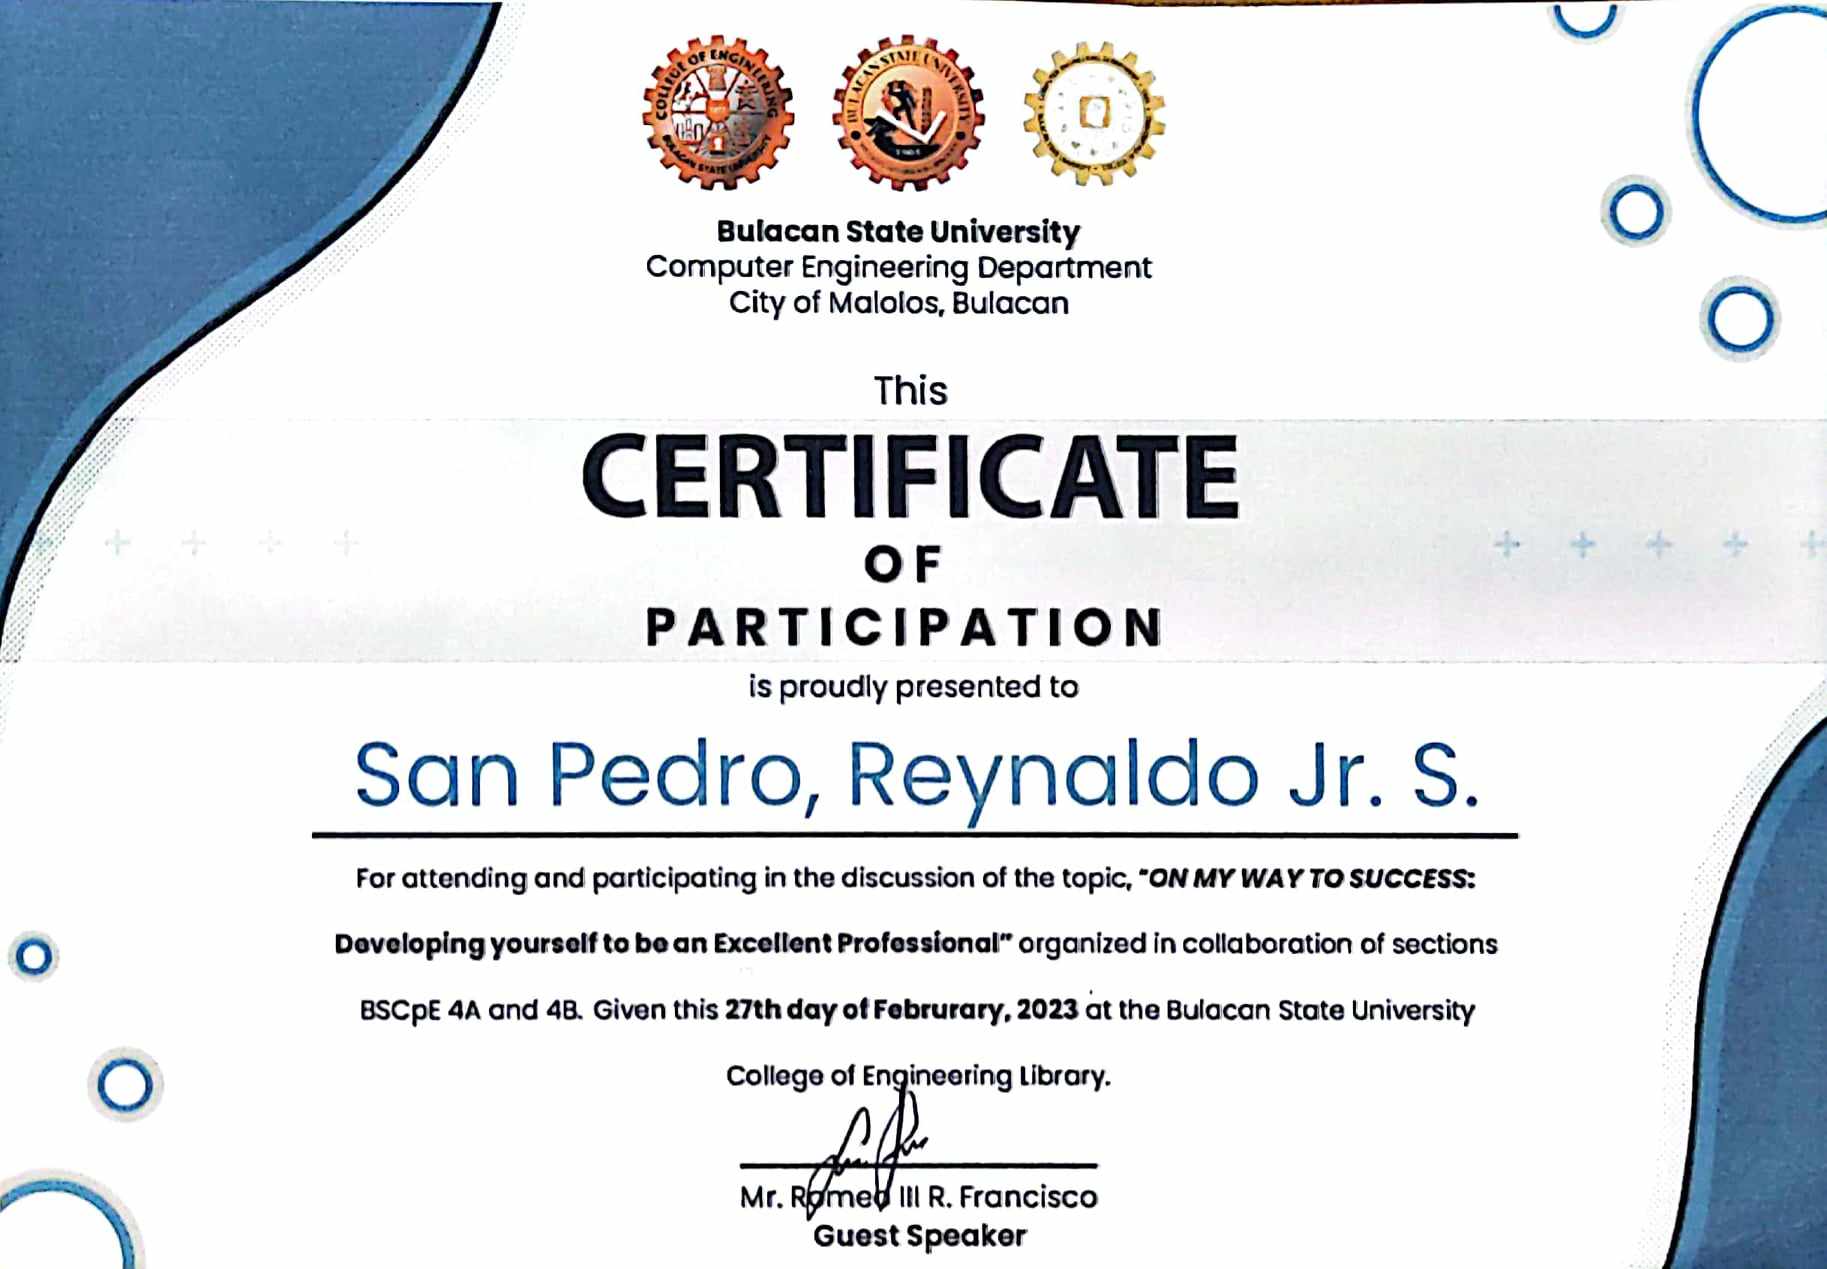 COLLEGE OF ENGINEERING
BULACAN STATE UNIVERSITY
BULACAN STATE UNIVERSITY
Bulacan State University
Computer Engineering Department
City of Malolos, Bulacan
This
CERTIFICATE
OF
PARTICIPATION
is proudly presented to
San Pedro, Reynaldo Jr. S.
For attending and participating in the discussion of the topic, "ON MY WAY TO SUCCESS:
Developing yourself to be an Excellent Professional" organized in collaboration of sections
BSCpE 4A and 4B. Given this 27th day of Februrary, 2023 at the Bulacan State University
College of Engineering Library.
Mr. Romeo III R. Francisco
Guest Speaker